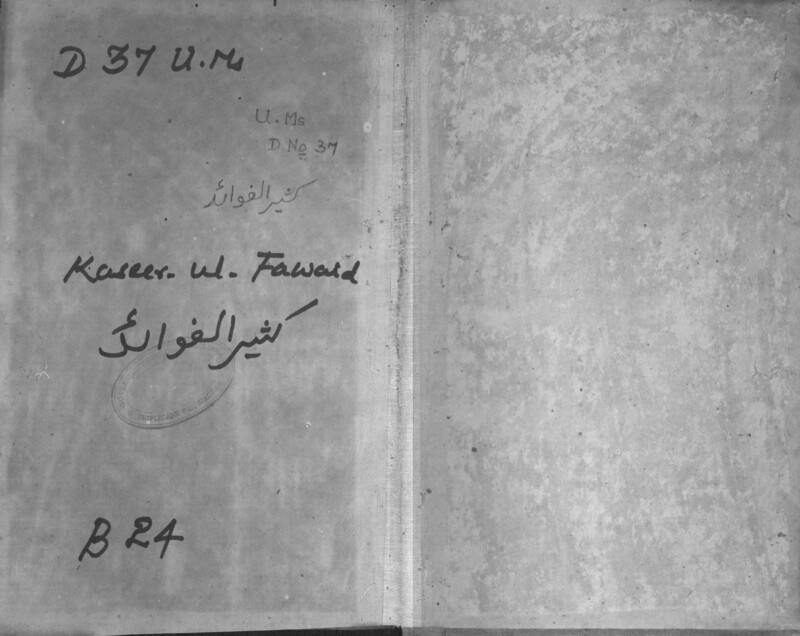 D 37 U.Ms
U.Ms
D No 37
كثير الفوائد
Kaseer-ul-Fawaid
كثير الفوائد
B 24